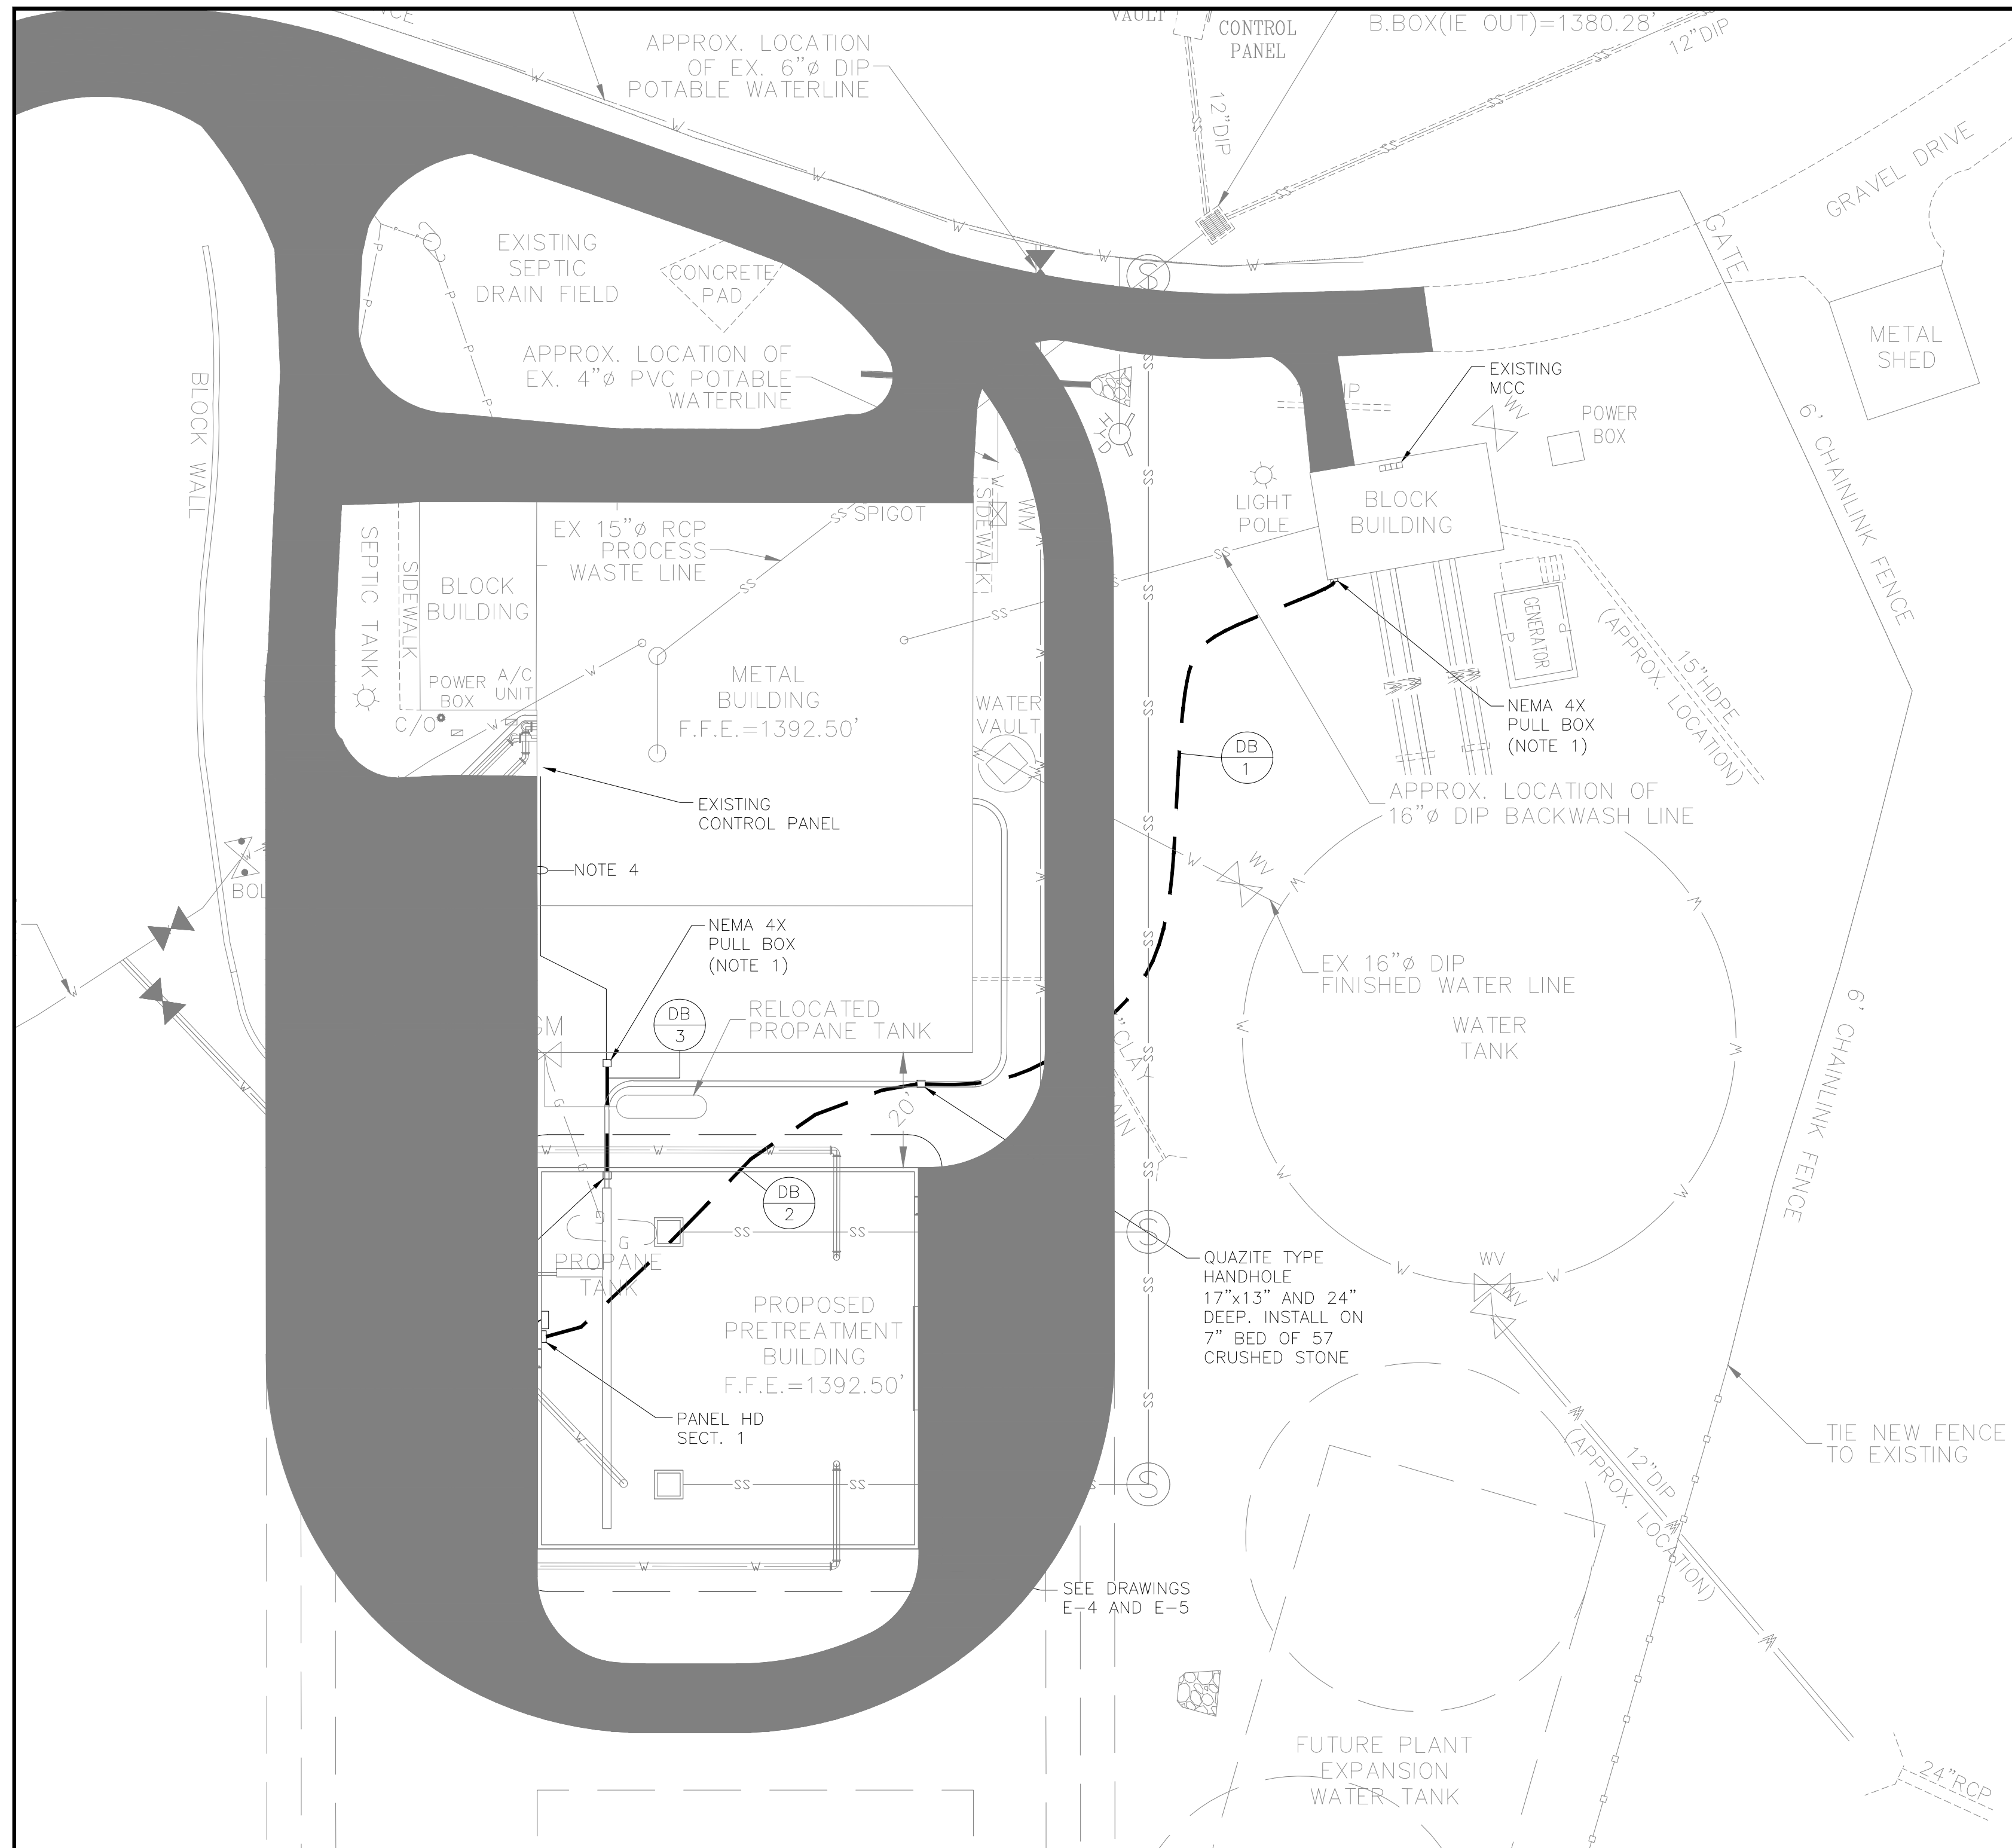 VAULT
CONTROL
PANEL
B.BOX(IE OUT)=1380.28'
12"DIP
APPROX. LOCATION
OF EX. 6"ø DIP
POTABLE WATERLINE
12"DIP
GRAVEL DRIVE
GATE
EXISTING
SEPTIC
DRAIN FIELD
CONCRETE
PAD
METAL
SHED
APPROX. LOCATION OF
EX. 4"ø PVC POTABLE
WATERLINE
EXISTING
MCC
WV
POWER
BOX
6' CHAINLINK FENCE
BLOCK WALL
HYD
LIGHT
POLE
BLOCK
BUILDING
EX 15"ø RCP
PROCESS
WASTE LINE
SPIGOT
SIDEWALK
WM
SEPTIC TANK
SIDEWALK
BLOCK
BUILDING
GENERATOR
15"HDPE
(APPROX. LOCATION)
POWER
BOX
A/C
UNIT
C/O
METAL
BUILDING
F.F.E.=1392.50'
WATER
VAULT
NEMA 4X
PULL BOX
(NOTE 1)
DB
1
APPROX. LOCATION OF
16"ø DIP BACKWASH LINE
EXISTING
CONTROL PANEL
NOTE 4
WV
NEMA 4X
PULL BOX
(NOTE 1)
EX 16"ø DIP
FINISHED WATER LINE
WATER
TANK
DB
3
RELOCATED
PROPANE TANK
6' CHAINLINK FENCE
20'
DB
2
PROPANE
TANK
QUAZITE TYPE
HANDHOLE
17"x13" AND 24"
DEEP. INSTALL ON
7" BED OF 57
CRUSHED STONE
WV
WV
PROPOSED
PRETREATMENT
BUILDING
F.F.E.=1392.50'
PANEL HD
SECT. 1
TIE NEW FENCE
TO EXISTING
12"DIP
(APPROX. LOCATION)
SEE DRAWINGS
E-4 AND E-5
FUTURE PLANT
EXPANSION
WATER TANK
24"RCP